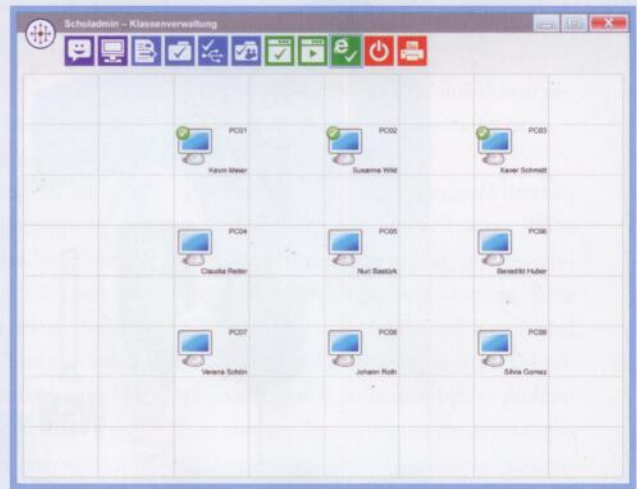 Schuladmin – Klassenverwaltung
PC01
Kevin Meier
PC02
Susanne Wild
PC03
Xaver Schmidt
PC04
Claudia Reiter
PC05
Nuri Bastürk
PC06
Benedikt Huber
PC07
Verena Schön
PC08
Johann Roth
PC09
Silvia Gomez